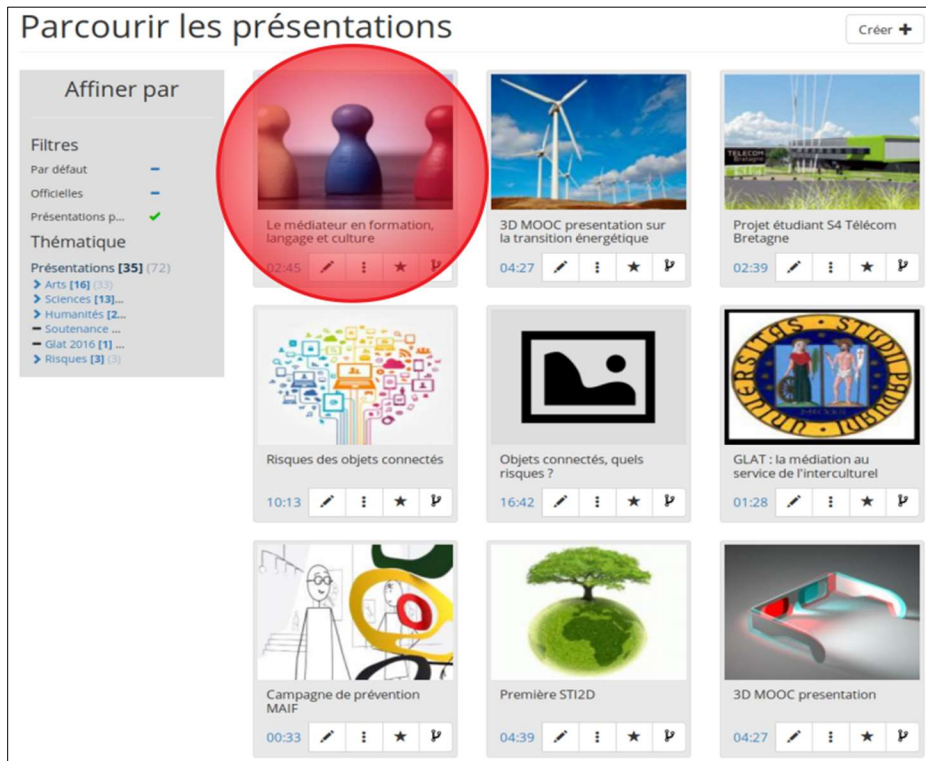 Parcourir les présentations
Créer
Affiner par
Filtres
Par défaut
Officielles
Présentations p...
Thématique
Présentations [35] (72)
Arts [16] (33)
Sciences [13]...
Humanités [2...
Soutenance ...
Glat 2016 [1] ...
Risques [3] (3)
Le médiateur en formation,
langage et culture
02:45
3D MOOC presentation sur
la transition énergétique
04:27
TELECOM
Bretagne
Projet étudiant S4 Télécom
Bretagne
02:39
Risques des objets connectés
10:13
Objets connectés, quels
risques ?
16:42
GLAT : la médiation au
service de l'interculturel
01:28
Campagne de prévention
MAIF
00:33
Première STI2D
04:39
3D MOOC presentation
04:27